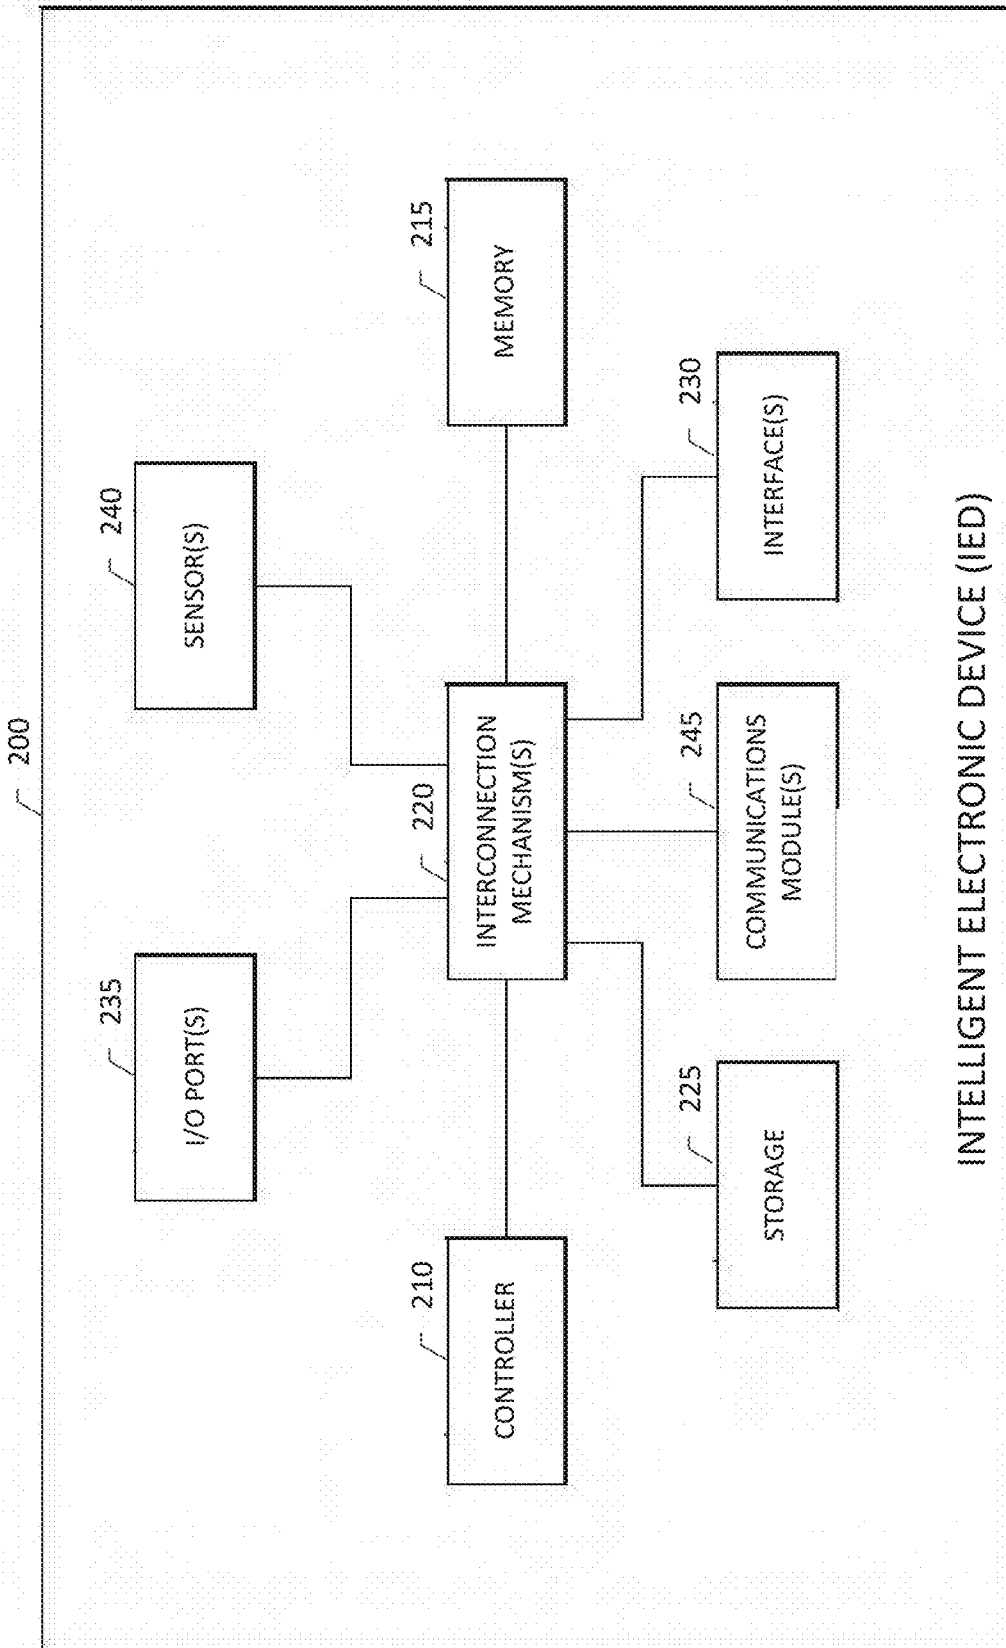 200
235
I/O PORT(S)
240
SENSOR(S)
210
CONTROLLER
INTERCONNECTION
MECHANISM(S)
220
215
MEMORY
225
STORAGE
COMMUNICATIONS
MODULE(S)
245
230
INTERFACE(S)
INTELLIGENT ELECTRONIC DEVICE (IED)